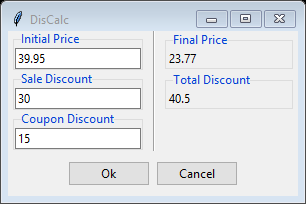 DisCalc
Initial Price
39.95
Sale Discount
30
Coupon Discount
15
Final Price
23.77
Total Discount
40.5
Ok
Cancel